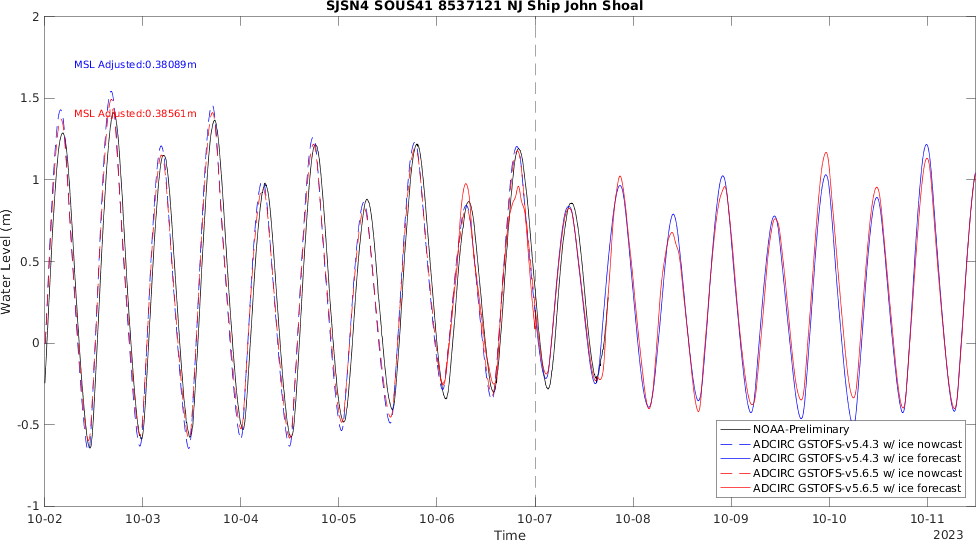 SJSN4 SOUS41 8537121 NJ Ship John Shoal
2
1.5
1
0.5
0
-0.5
-1
Water Level (m)
MSL Adjusted:0.38089m
MSL Adjusted:0.38561m
NOAA-Preliminary
ADCIRC GSTOFS-v5.4.3 w/ ice nowcast
ADCIRC GSTOFS-v5.4.3 w/ ice forecast
ADCIRC GSTOFS-v5.6.5 w/ ice nowcast
ADCIRC GSTOFS-v5.6.5 w/ ice forecast
10-02 10-03 10-04 10-05 10-06 10-07 10-08 10-09 10-10 10-11
Time
2023